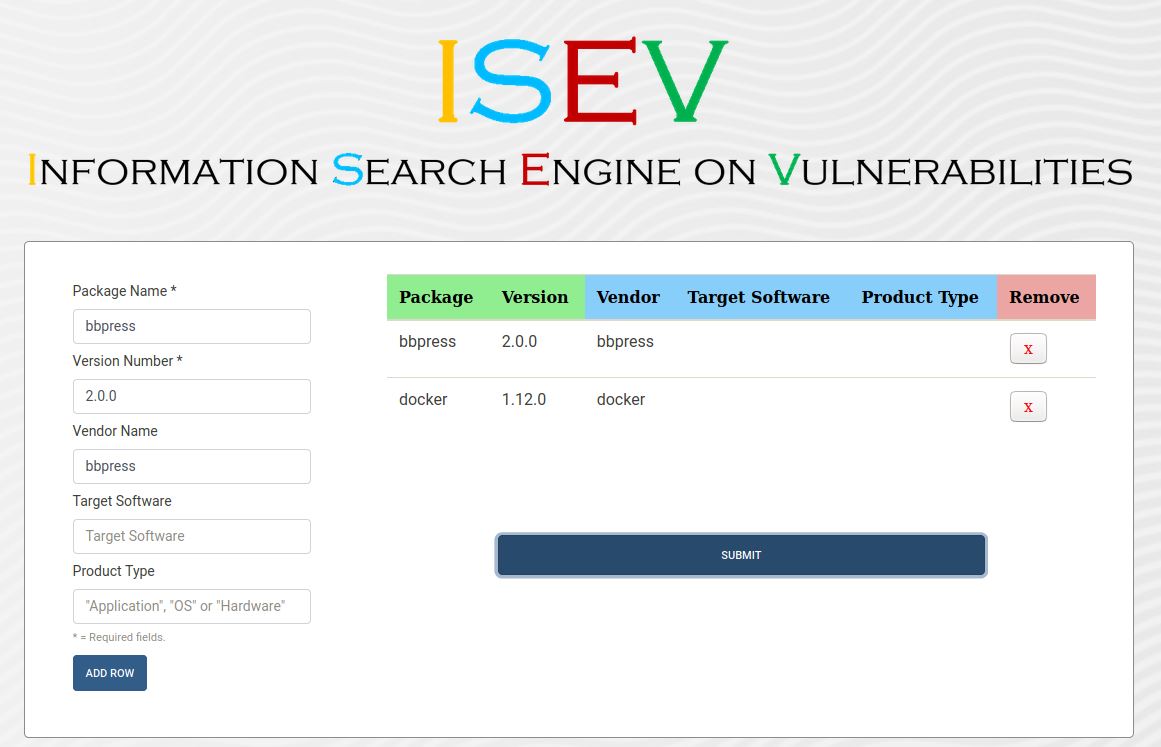 ISEV
INFORMATION SEARCH ENGINE ON VULNERABILITIES
Package Name *
bbpress
Version Number *
2.0.0
Vendor Name
bbpress
Target Software
Target Software
Product Type
"Application", "OS" or "Hardware"
* = Required fields.
ADD ROW
Package Version Vendor Target Software Product Type Remove
bbpress 2.0.0 bbpress x
docker 1.12.0 docker x
SUBMIT